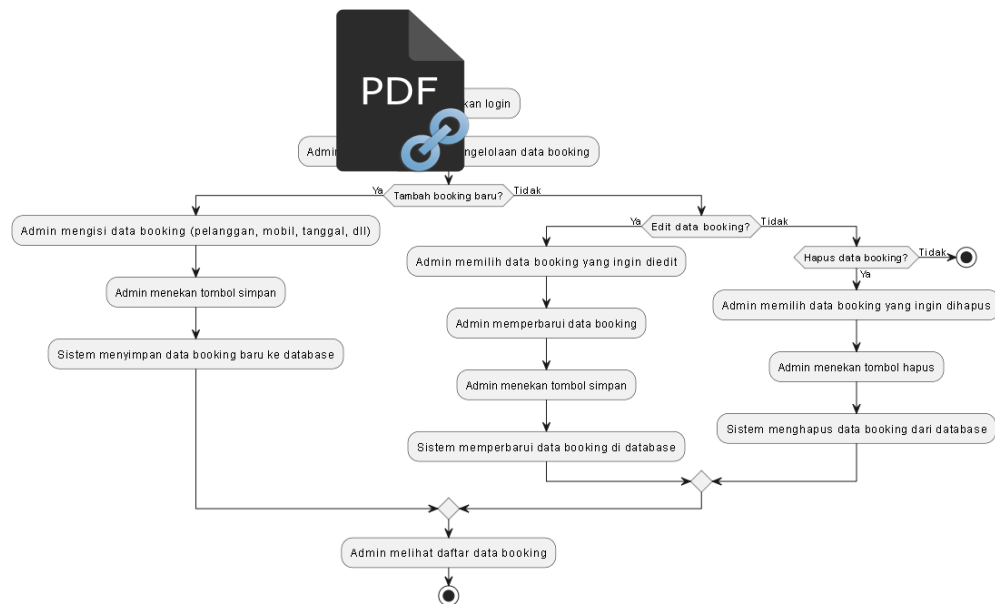 PDF
kan login
Admin ngelolaan data booking
Ya Tambah booking baru? Tidak
Ya Edit data booking? Tidak
Admin mengisi data booking (pelanggan, mobil, tanggal, dll)
Admin memilih data booking yang ingin diedit
Hapus data booking? Tidak
Ya
Admin menekan tombol simpan
Admin memperbarui data booking
Admin memilih data booking yang ingin dihapus
Sistem menyimpan data booking baru ke database
Admin menekan tombol simpan
Admin menekan tombol hapus
Sistem memperbarui data booking di database
Sistem menghapus data booking dari database
Admin melihat daftar data booking